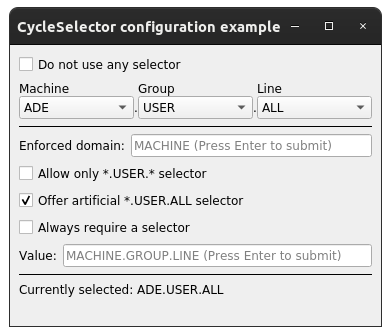 CycleSelector configuration example
Do not use any selector
Machine Group Line
ADE . USER . ALL
Enforced domain: MACHINE (Press Enter to submit)
Allow only *.USER.* selector
Offer artificial *.USER.ALL selector
Always require a selector
Value: MACHINE.GROUP.LINE (Press Enter to submit)
Currently selected: ADE.USER.ALL